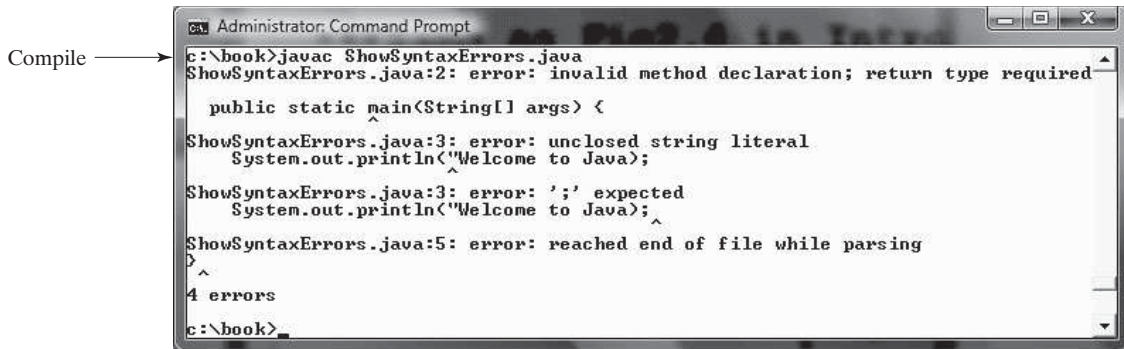 Administrator: Command Prompt
Compile
c:\book>javac ShowSyntaxErrors.java
ShowSyntaxErrors.java:2: error: invalid method declaration; return type required
public static main(String[] args) {
^
ShowSyntaxErrors.java:3: error: unclosed string literal
System.out.println("Welcome to Java);
^
ShowSyntaxErrors.java:3: error: ';' expected
System.out.println("Welcome to Java);
^
ShowSyntaxErrors.java:5: error: reached end of file while parsing
}
^
4 errors
c:\book>_